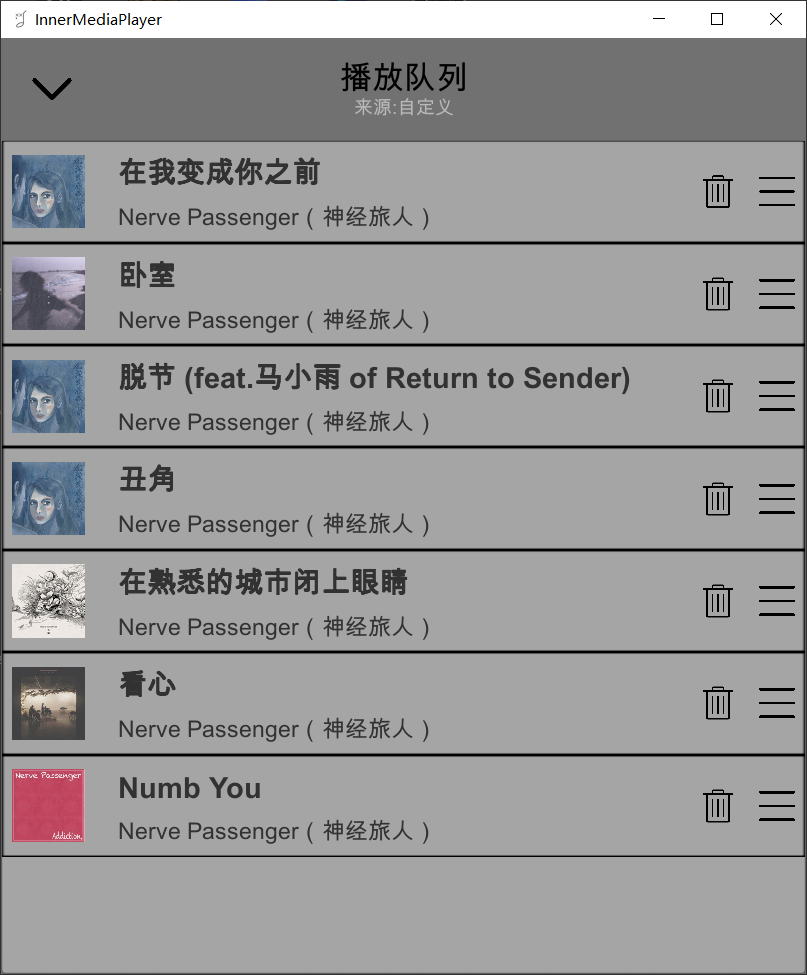 InnerMediaPlayer
播放队列
来源:自定义
在我变成你之前
Nerve Passenger（神经旅人）
卧室
Nerve Passenger（神经旅人）
脱节 (feat.马小雨 of Return to Sender)
Nerve Passenger（神经旅人）
丑角
Nerve Passenger（神经旅人）
在熟悉的城市闭上眼睛
Nerve Passenger（神经旅人）
看心
Nerve Passenger（神经旅人）
Nerve Passenger
Addiction
Numb You
Nerve Passenger（神经旅人）